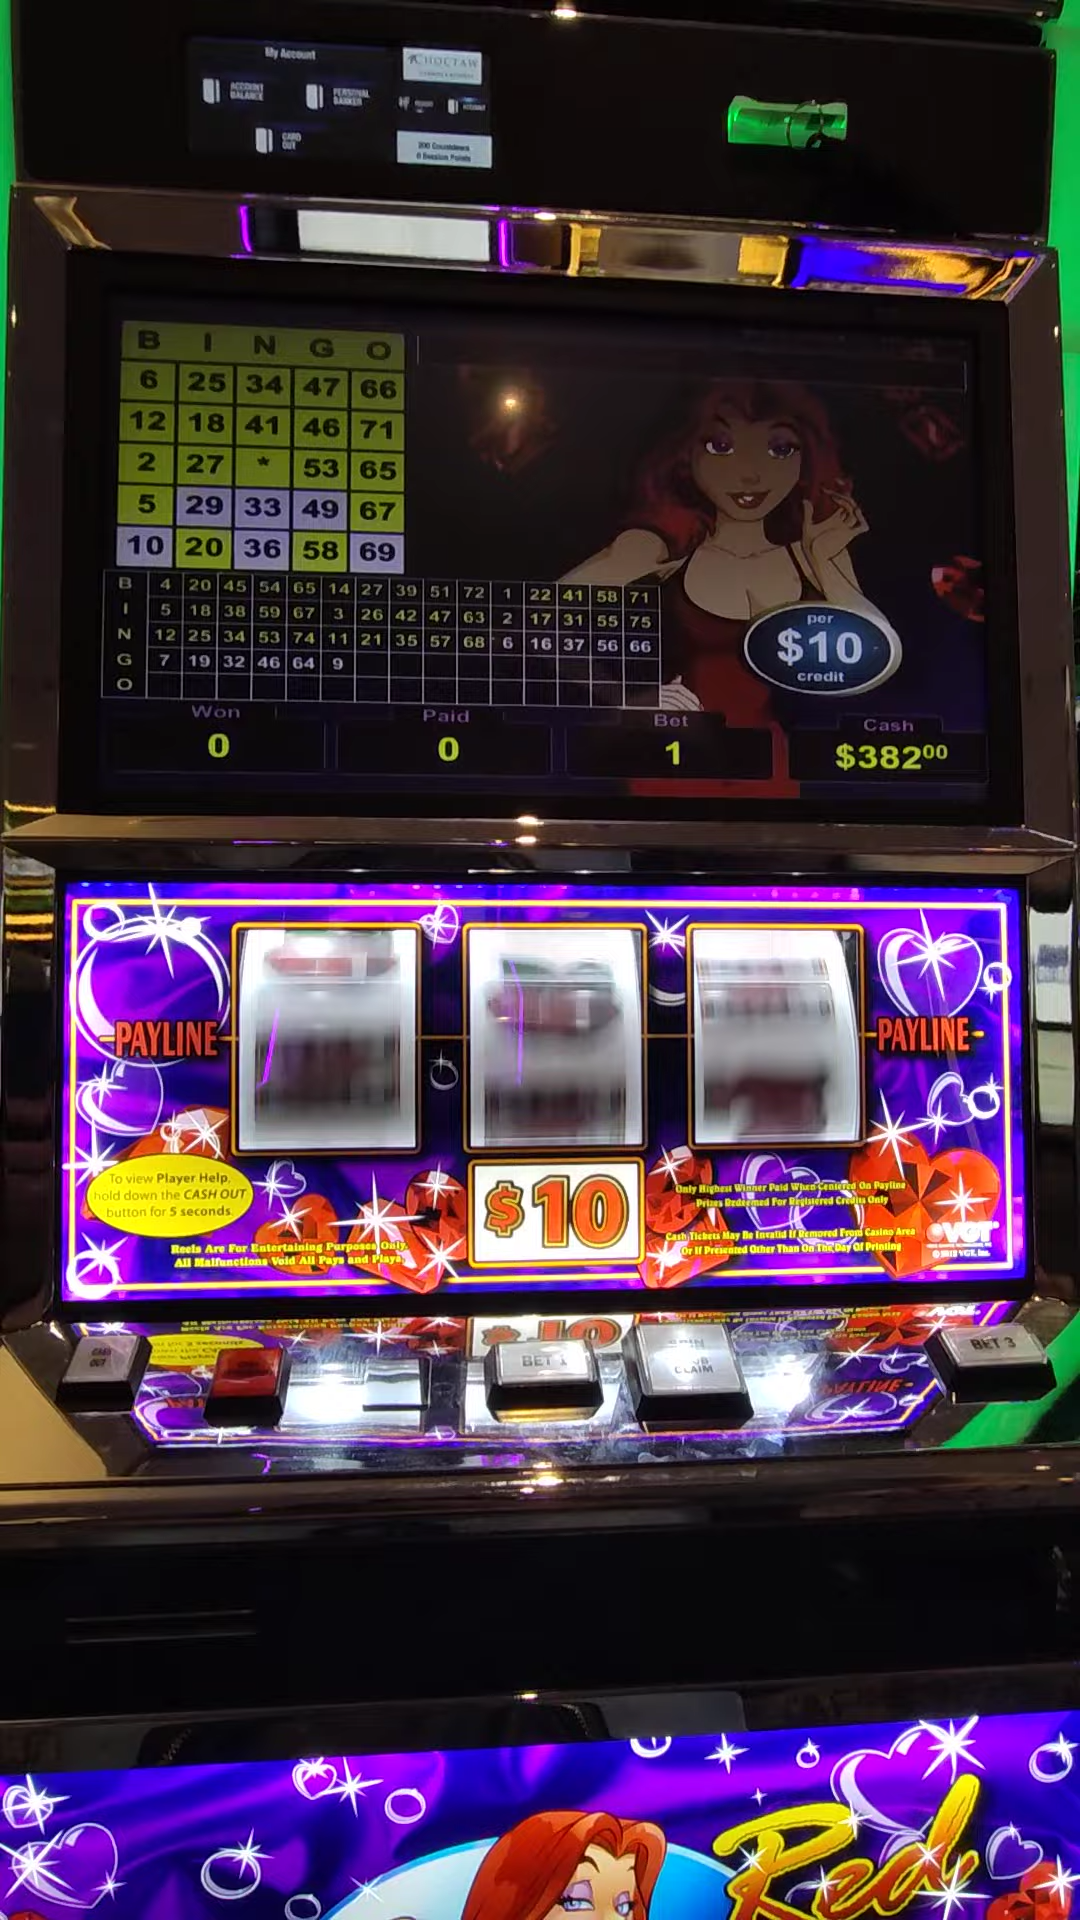 My Account
CHOCTAW
ACCOUNT
BALANCE
PERSONAL
BANKER
CARD
OUT
200 Countdown
0 Session Points
B I N G O
6 25 34 47 66
12 18 41 46 71
2 27 * 53 65
5 29 33 49 67
10 20 36 58 69
B 4 20 45 54 65 14 27 39 51 72 1 22 41 58 71
I 5 18 38 59 67 3 26 42 47 63 2 17 31 55 75
N 12 25 34 53 74 11 21 35 57 68 6 16 37 56 66
G 7 19 32 46 64 9
O
per
$10
credit
Won Paid Bet Cash
0 0 1 $38200
PAYLINE PAYLINE
To view Player Help,
hold down the CASH OUT
button for 5 seconds.
Reels Are For Entertaining Purposes Only.
All Malfunctions Void All Pays and Plays.
$10
Only Highest Winner Paid When Centered On Payline
Prizes Redeemed For Registered Credits Only
Cash Tickets May Be Invalid If Removed From Casino Area
Or If Presented Other Than On The Day Of Printing
VGT
CASH
OUT
BET 1
CLAIM
BET 3
Red